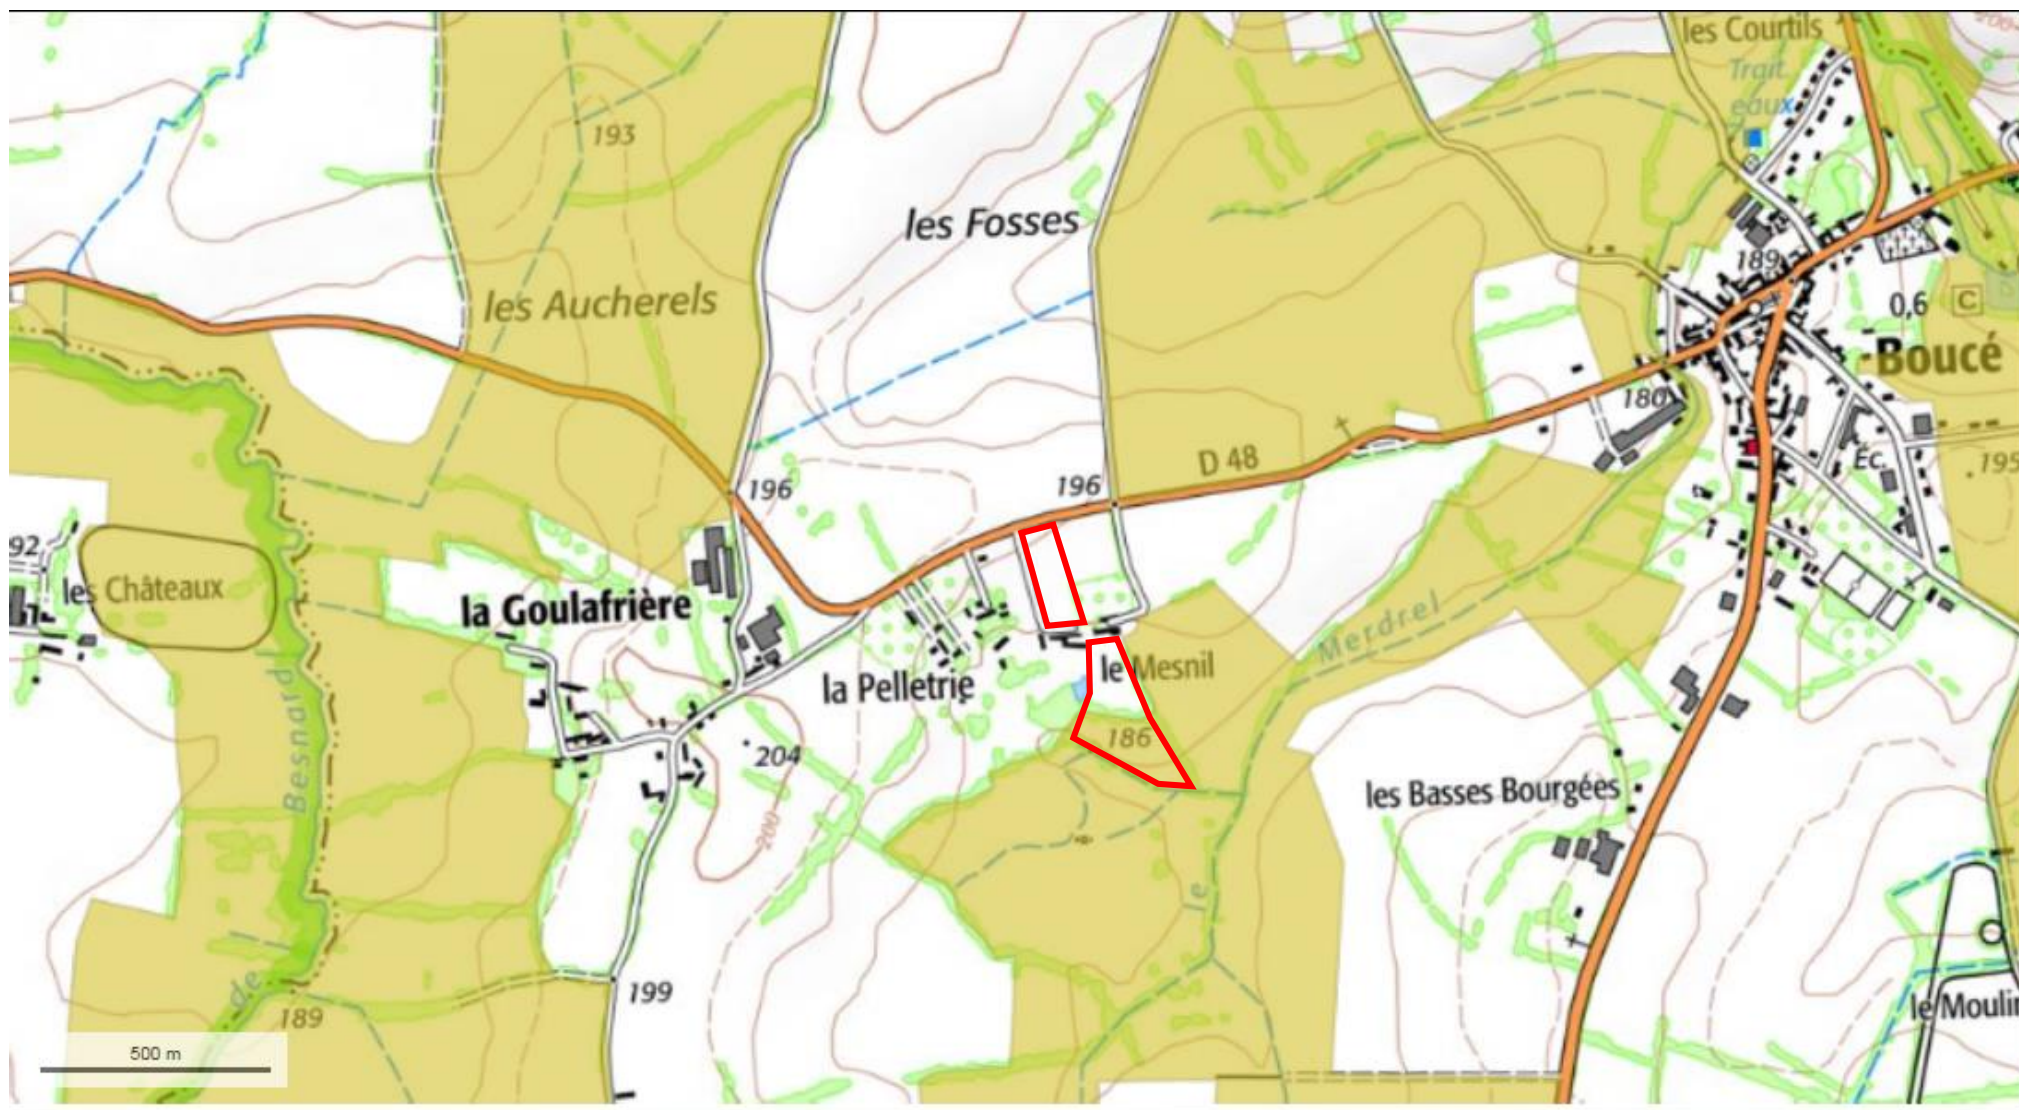 les Courtils
Trait.
eaux
193
les Fosses
189
les Aucherels
0,6
C
Boucé
180
D 48
Éc.
195
196
196
92
les Châteaux
la Goulafrière
Merdrel
le Mesnil
la Pelletrie
Besnard
186
204
les Basses Bourgées
200
le
de
199
189
le Moulin
500 m